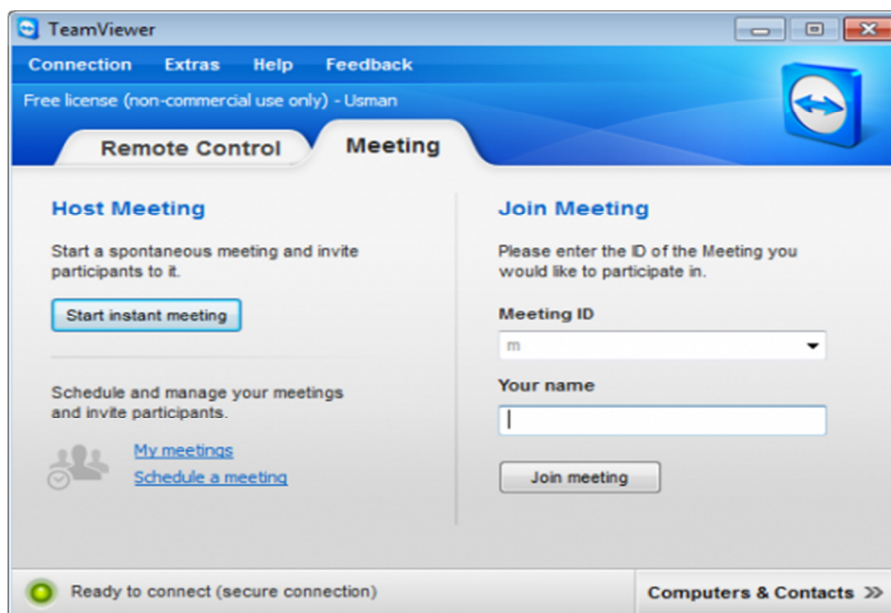 TeamViewer
Connection Extras Help Feedback
Free license (non-commercial use only) - Usman
Remote Control Meeting
Host Meeting
Start a spontaneous meeting and invite
participants to it.
Start instant meeting
Schedule and manage your meetings
and invite participants.
My meetings
Schedule a meeting
Join Meeting
Please enter the ID of the Meeting you
would like to participate in.
Meeting ID
m
Your name
Join meeting
Ready to connect (secure connection)
Computers & Contacts >>